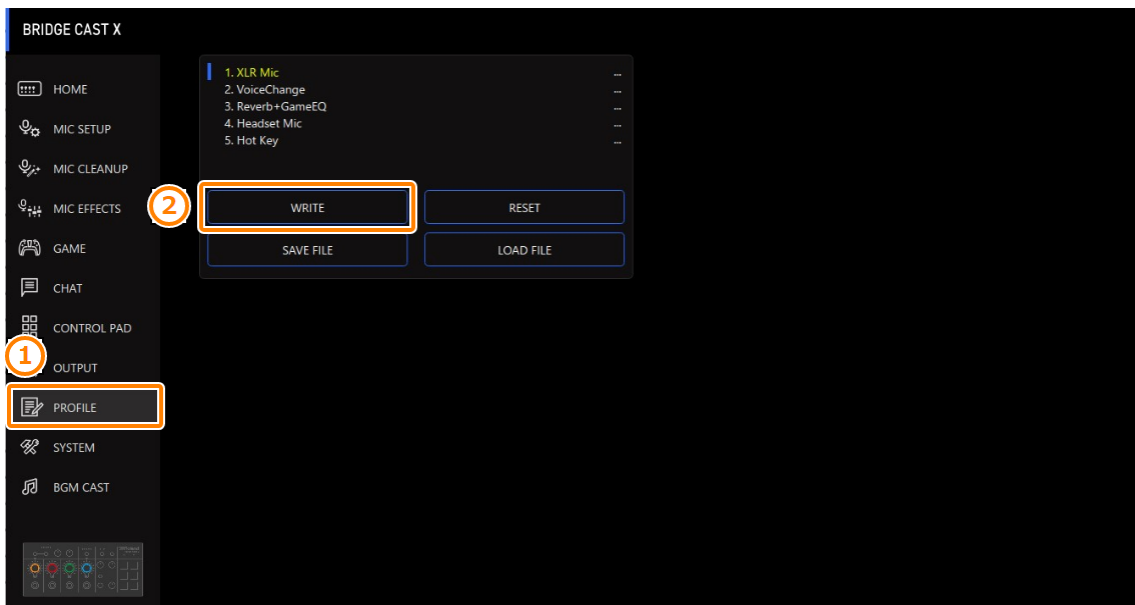 BRIDGE CAST X
HOME
MIC SETUP
MIC CLEANUP
MIC EFFECTS
GAME
CHAT
CONTROL PAD
1
OUTPUT
PROFILE
SYSTEM
BGM CAST
1. XLR Mic ...
2. VoiceChange ...
3. Reverb+GameEQ ...
4. Headset Mic ...
5. Hot Key ...
2
WRITE RESET
SAVE FILE LOAD FILE